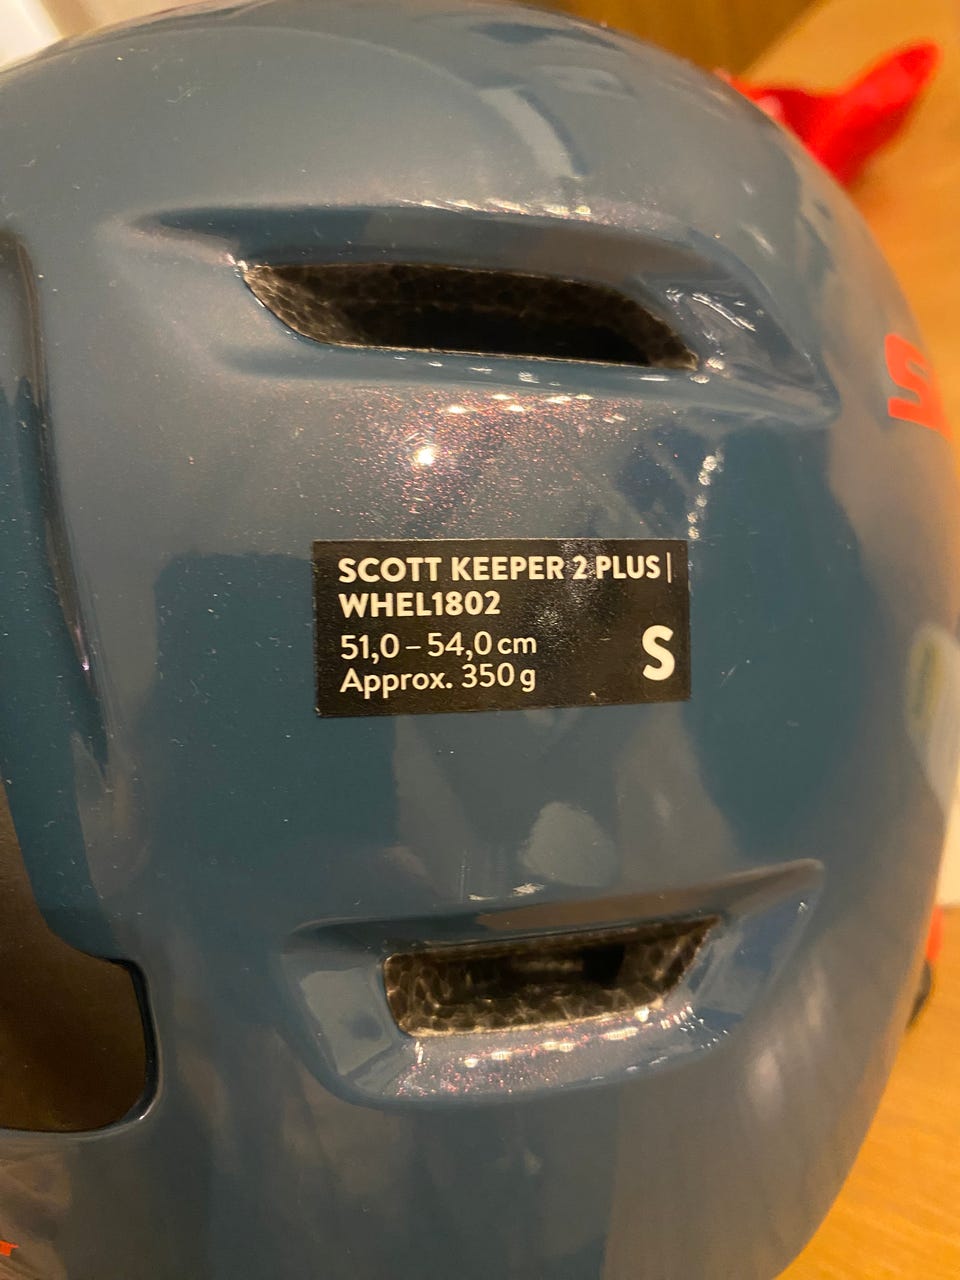 SCOTT KEEPER 2 PLUS |
WHEL1802
51,0 – 54,0 cm
Approx. 350 g
S